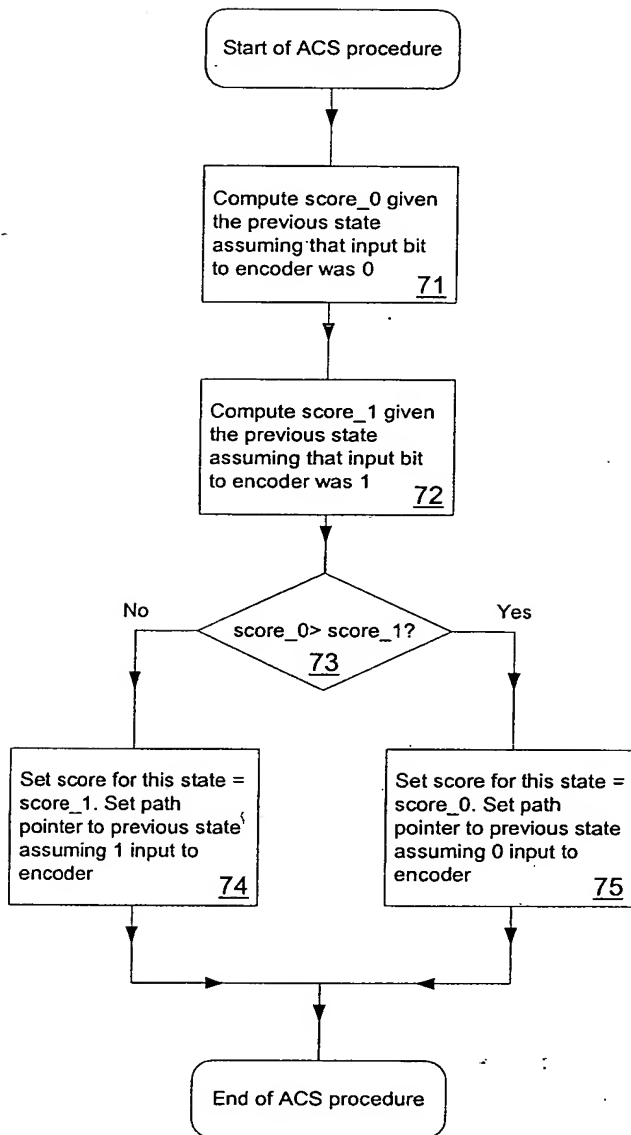 Start of ACS procedure
Compute score_0 given
the previous state
assuming that input bit
to encoder was 0
71
Compute score_1 given
the previous state
assuming that input bit
to encoder was 1
72
No
Yes
score_0> score_1?
73
Set score for this state =
score_1. Set path
pointer to previous state
assuming 1 input to
encoder
74
Set score for this state =
score_0. Set path
pointer to previous state
assuming 0 input to
encoder
75
End of ACS procedure